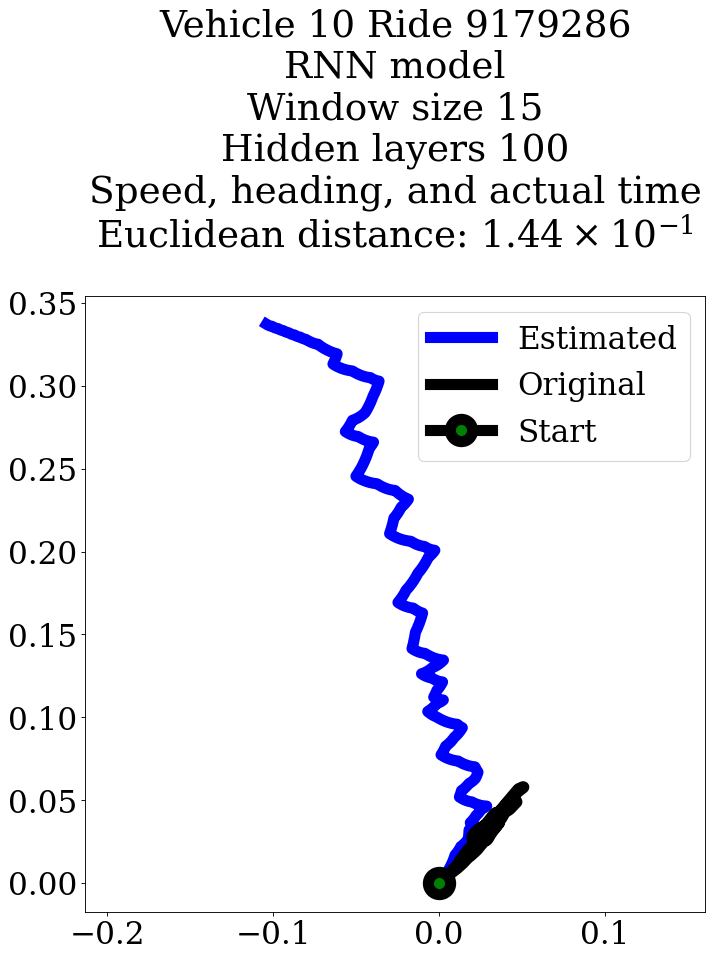 Vehicle 10 Ride 9179286
RNN model
Window size 15
Hidden layers 100
Speed, heading, and actual time
Euclidean distance: 1.44 × 10⁻¹
0.35
0.30
0.25
0.20
0.15
0.10
0.05
0.00
Estimated
Original
Start
−0.2 −0.1 0.0 0.1